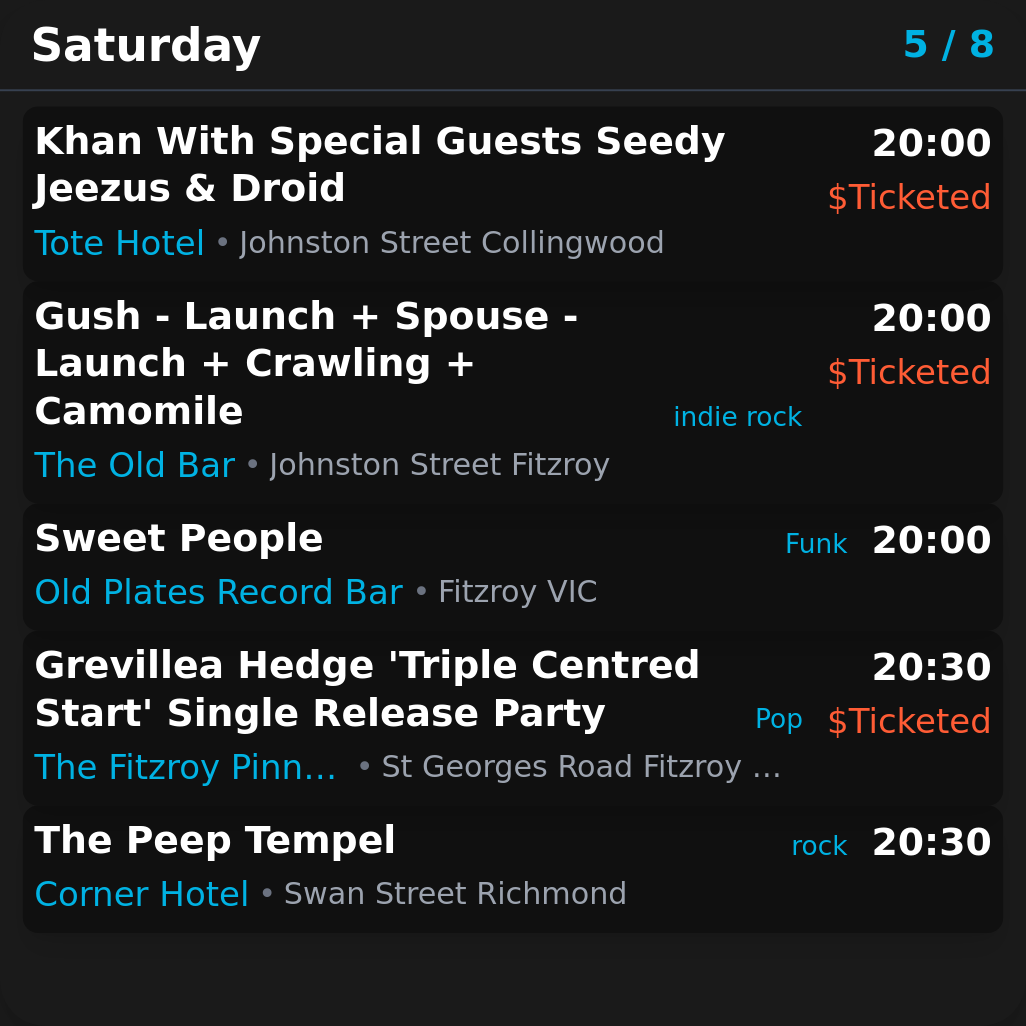 Saturday
5 / 8
Khan With Special Guests Seedy
Jeezus & Droid
20:00
$Ticketed
Tote Hotel • Johnston Street Collingwood
Gush - Launch + Spouse -
Launch + Crawling +
Camomile
indie rock
20:00
$Ticketed
The Old Bar • Johnston Street Fitzroy
Sweet People
Funk
20:00
Old Plates Record Bar • Fitzroy VIC
Grevillea Hedge 'Triple Centred
Start' Single Release Party
Pop
20:30
$Ticketed
The Fitzroy Pinn... • St Georges Road Fitzroy ...
The Peep Tempel
rock
20:30
Corner Hotel • Swan Street Richmond